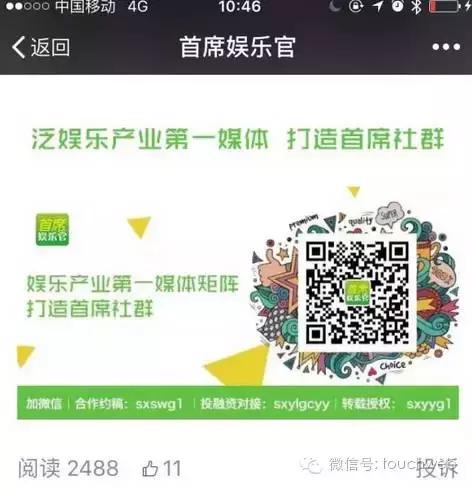 中国移动 4G 10:46
返回 首席娱乐官
泛娱乐产业第一媒体 打造首席社群
首席
娱乐官
娱乐产业第一媒体矩阵
打造首席社群
Premium
quality
SUPER
首席
娱乐官
CHOICE
加微信 | 合作约稿：sxswg1 | 投融资对接：sxylgcyy | 转载授权：sxyyg1
阅读 2488 11 投诉
微信号: